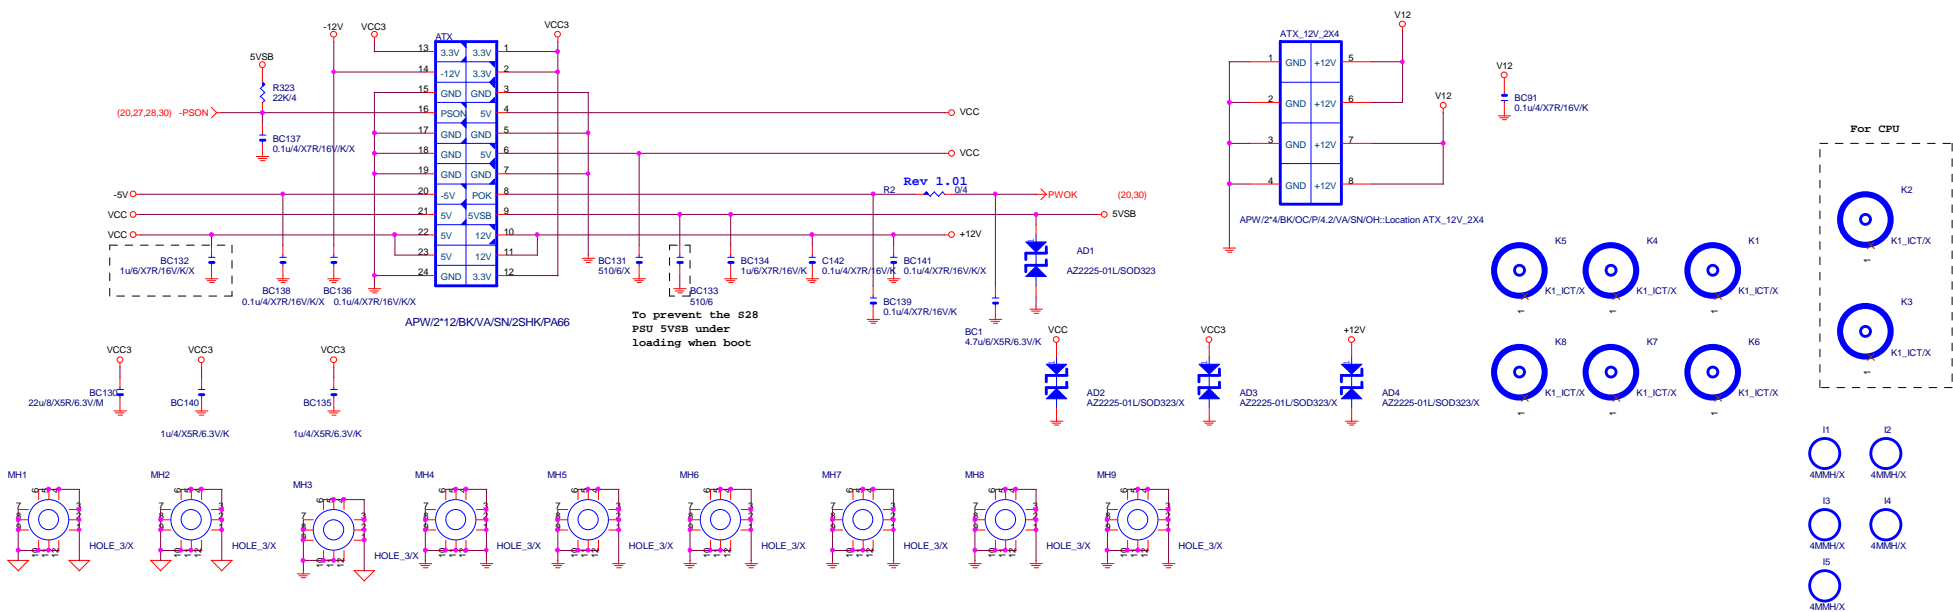 -12V
VCC3
VCC3
ATX
13 3.3V 3.3V 1
14 -12V 3.3V 2
15 GND GND 3
16 PSON 5V 4
17 GND GND 5
18 GND 5V 6
19 GND GND 7
20 -5V POK 8
21 5V 5VSB 9
22 5V 12V 10
23 5V 12V 11
24 GND 3.3V 12
APW/2*12/BK/VA/SN/2SHK/PA66
5VSB
R323
22K/4
(20,27,28,30) -PSON
BC137
0.1u/4/X7R/16V/K/X
-5V
VCC
VCC
BC132
1u/6/X7R/16V/K/X
BC138
0.1u/4/X7R/16V/K/X
BC136
0.1u/4/X7R/16V/K/X
VCC
VCC
Rev 1.01
R2 0/4
PWOK (20,30)
5VSB
+12V
BC131
510/6/X
BC133
510/6
To prevent the S28
PSU 5VSB under
loading when boot
BC134
1u/6/X7R/16V/K
C142
0.1u/4/X7R/16V/K
BC141
0.1u/4/X7R/16V/K/X
BC139
0.1u/4/X7R/16V/K
BC1
4.7u/6/X5R/6.3V/K
AD1
AZ2225-01L/SOD323
VCC
AD2
AZ2225-01L/SOD323/X
VCC3
AD3
AZ2225-01L/SOD323/X
+12V
AD4
AZ2225-01L/SOD323/X
V12
ATX_12V_2X4
1 GND +12V 5
2 GND +12V 6
3 GND +12V 7
4 GND +12V 8
V12
APW/2*4/BK/OC/P/4.2/VA/SN/OH::Location ATX_12V_2X4
V12
BC91
0.1u/4/X7R/16V/K
For CPU
K2
K1_ICT/X
1
K3
K1_ICT/X
1
K5
K1_ICT/X
1
K4
K1_ICT/X
1
K1
K1_ICT/X
1
K8
K1_ICT/X
1
K7
K1_ICT/X
1
K6
K1_ICT/X
1
VCC3
BC130
22u/8/X5R/6.3V/M
VCC3
BC140
1u/4/X5R/6.3V/K
VCC3
BC135
1u/4/X5R/6.3V/K
MH1
HOLE_3/X
MH2
HOLE_3/X
MH3
HOLE_3/X
MH4
HOLE_3/X
MH5
HOLE_3/X
MH6
HOLE_3/X
MH7
HOLE_3/X
MH8
HOLE_3/X
MH9
HOLE_3/X
I1
4MMH/X
I2
4MMH/X
I3
4MMH/X
I4
4MMH/X
I5
4MMH/X